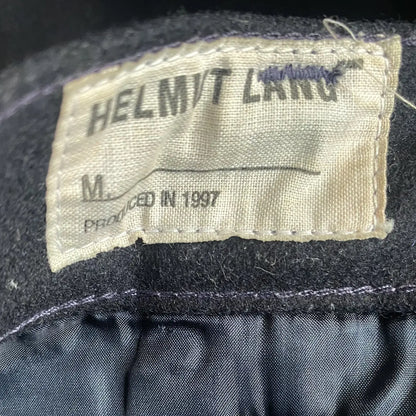 HELMUT LANG
M.
PRODUCED IN 1997